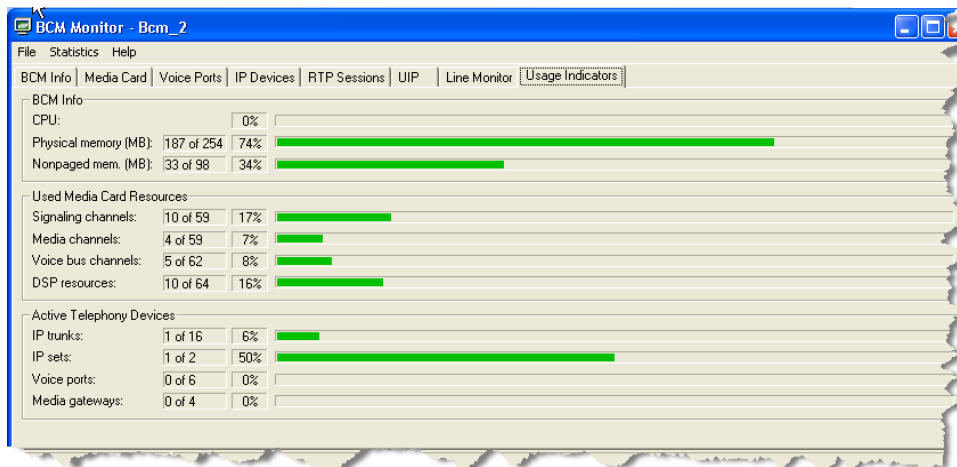 BCM Monitor - Bcm_2
File Statistics Help
BCM Info Media Card Voice Ports IP Devices RTP Sessions UIP Line Monitor Usage Indicators
BCM Info
CPU: 0%
Physical memory (MB): 187 of 254 74%
Nonpaged mem. (MB): 33 of 98 34%
Used Media Card Resources
Signaling channels: 10 of 59 17%
Media channels: 4 of 59 7%
Voice bus channels: 5 of 62 8%
DSP resources: 10 of 64 16%
Active Telephony Devices
IP trunks: 1 of 16 6%
IP sets: 1 of 2 50%
Voice ports: 0 of 6 0%
Media gateways: 0 of 4 0%